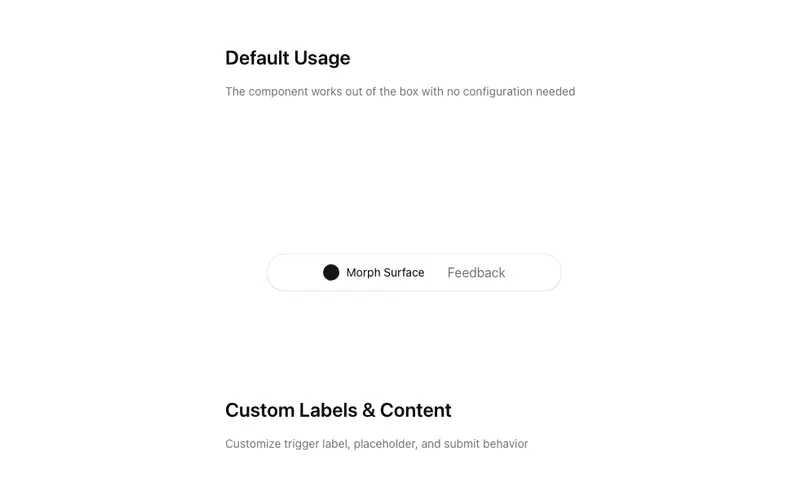 Default Usage
The component works out of the box with no configuration needed
Morph Surface Feedback
Custom Labels & Content
Customize trigger label, placeholder, and submit behavior